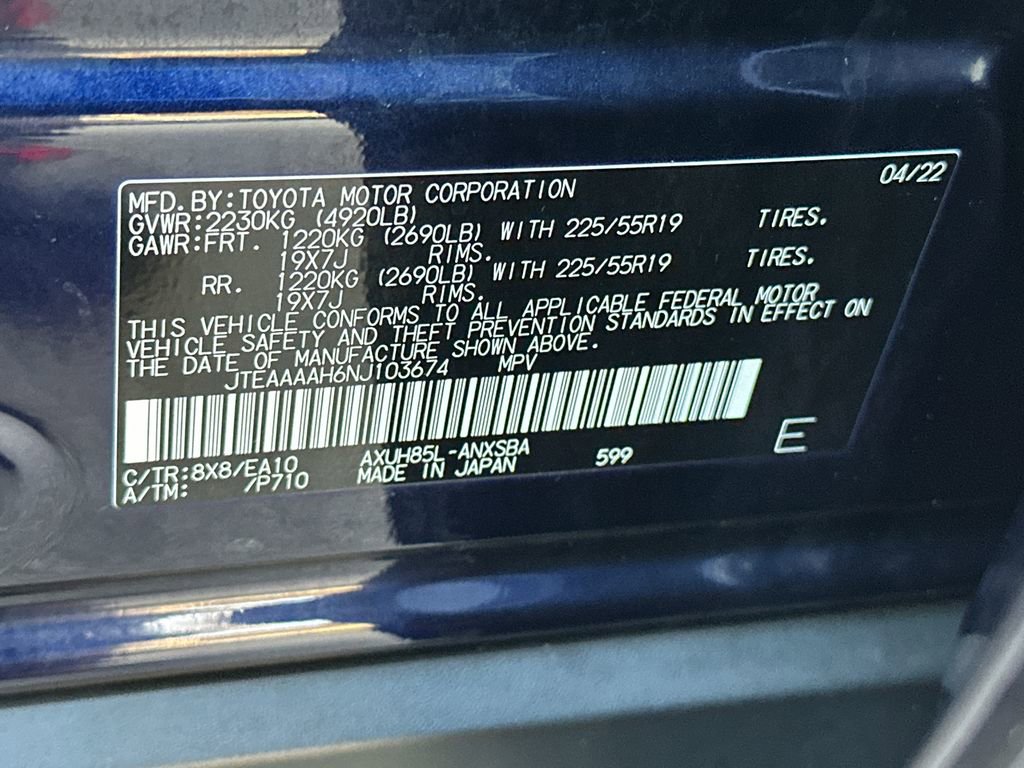 04/22
MFD.BY:TOYOTA MOTOR CORPORATION
GVWR:2230KG (4920LB)
GAWR:FRT. 1220KG (2690LB) WITH 225/55R19 TIRES.
19X7J RIMS.
RR. 1220KG (2690LB) WITH 225/55R19 TIRES.
19X7J RIMS.
THIS VEHICLE CONFORMS TO ALL APPLICABLE FEDERAL MOTOR
VEHICLE SAFETY AND THEFT PREVENTION STANDARDS IN EFFECT ON
THE DATE OF MANUFACTURE SHOWN ABOVE.
JTEAAAAH6NJ103674 MPV
C/TR:8X8/EA10 AXUH85L-ANXSBA 599 E
A/TM: /P710 MADE IN JAPAN